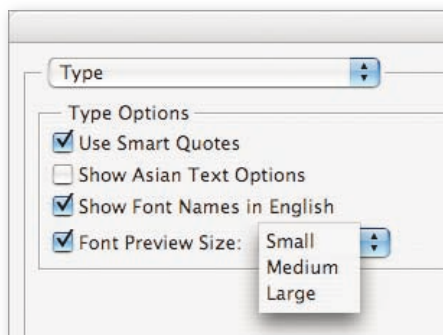 Type
Type Options
Use Smart Quotes
Show Asian Text Options
Show Font Names in English
Font Preview Size:
Small
Medium
Large